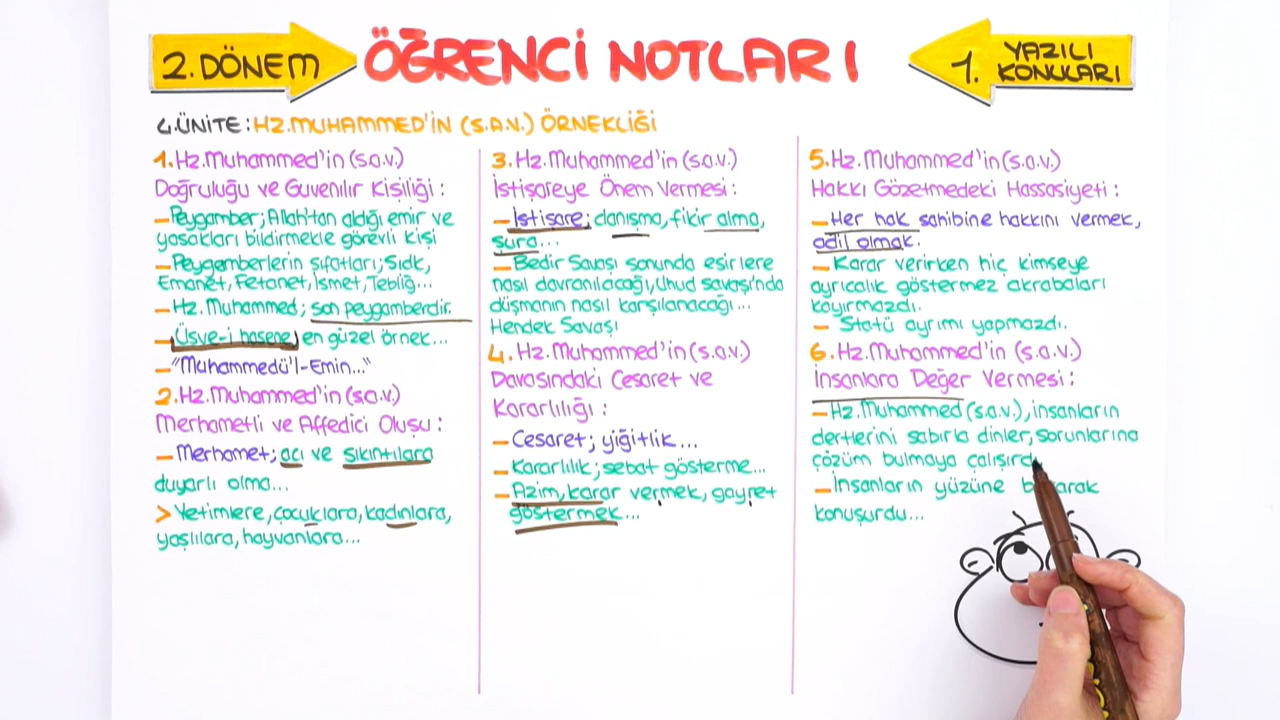 2.DÖNEM
ÖĞRENCİ NOTLARI
1. YAZILI
KONULARI
4.ÜNİTE: HZ.MUHAMMED'İN (S.A.V.) ÖRNEKLİĞİ
1.Hz.Muhammed'in (s.a.v.)
Doğruluğu ve Güvenilir Kişiliği:
–Peygamber; Allah'tan aldığı emir ve
yasakları bildirmekle görevli kişi
–Peygamberlerin sıfatları; Sıdk,
Emanet, Fetanet, İsmet, Tebliğ...
–Hz. Muhammed; son peygamberdir.
–Üsve-i hasene; en güzel örnek...
–"Muhammedü'l-Emin..."
2.Hz.Muhammed'in (s.a.v.)
Merhametli ve Affedici Oluşu:
–Merhamet; acı ve sıkıntılara
duyarlı olma...
> Yetimlere, çocuklara, kadınlara,
yaşlılara, hayvanlara...
3.Hz.Muhammed'in (s.a.v.)
İstişareye Önem Vermesi:
–İstişare; danışma, fikir alma,
şura...
–Bedir Savaşı sonunda esirlere
nasıl davranılacağı, Uhud savaşı'nda
düşmanın nasıl karşılanacağı...
Hendek Savaşı
4.Hz.Muhammed'in (s.a.v.)
Davasındaki Cesaret ve
Kararlılığı:
–Cesaret; yiğitlik...
–Kararlılık; sebat gösterme...
–Azim, karar vermek, gayret
göstermek...
5.Hz.Muhammed'in (s.a.v.)
Hakkı Gözetmedeki Hassasiyeti:
–Her hak sahibine hakkını vermek,
adil olmak.
–Karar verirken hiç kimseye
ayrıcalık göstermez akrabaları
kayırmazdı.
– Statü ayrımı yapmazdı.
6.Hz.Muhammed'in (s.a.v.)
İnsanlara Değer Vermesi:
–Hz.Muhammed (s.a.v.), insanların
dertlerini sabırla dinler, sorunlarına
çözüm bulmaya çalışırdı
–İnsanların yüzüne
konuşurdu...